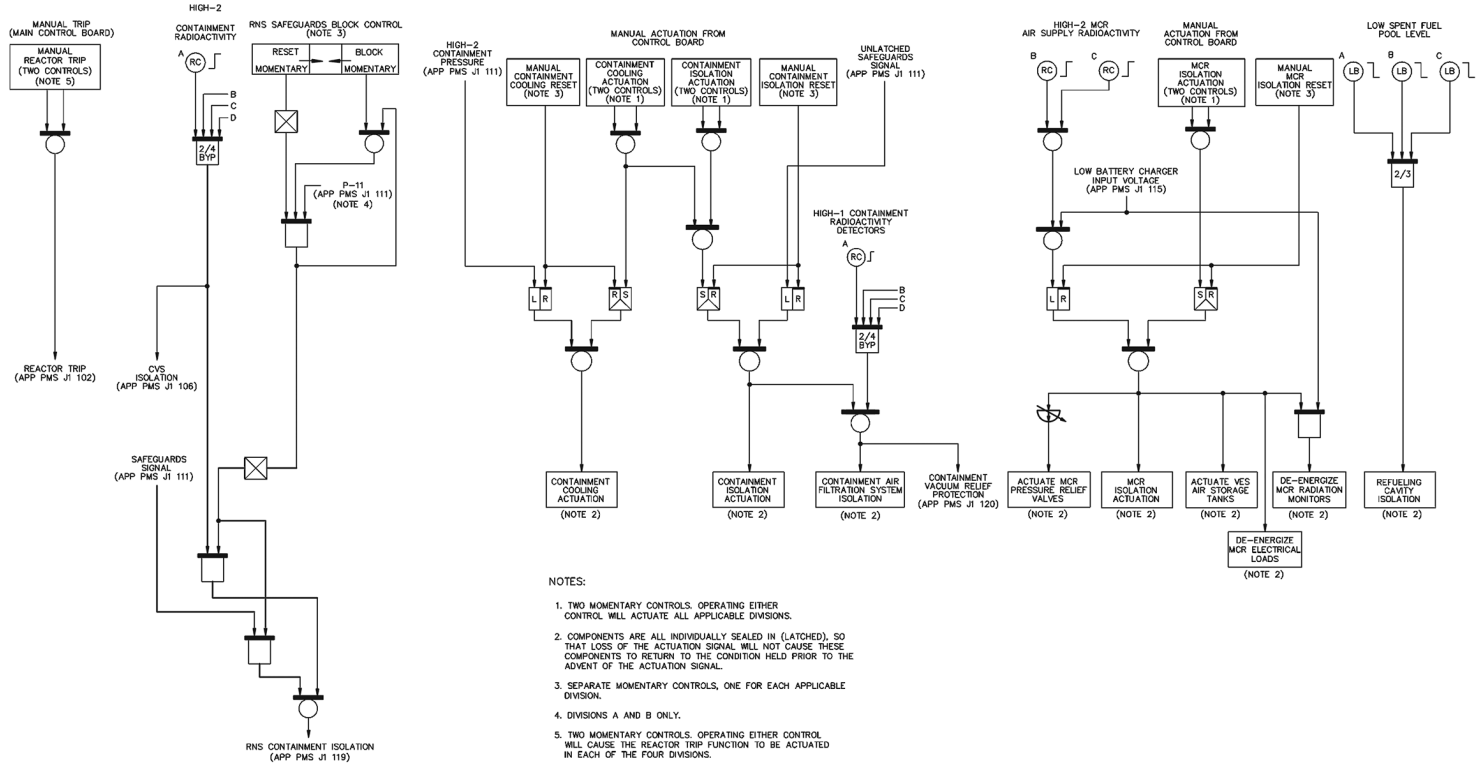 MANUAL TRIP
(MAIN CONTROL BOARD)
MANUAL
REACTOR TRIP
(TWO CONTROLS)
(NOTE 5)
REACTOR TRIP
(APP PMS J1 102)
HIGH-2
CONTAINMENT
RADIOACTIVITY
A
RC
B
C
D
2/4
BYP
CVS
ISOLATION
(APP PMS J1 106)
RNS SAFEGUARDS BLOCK CONTROL
(NOTE 3)
RESET
BLOCK
MOMENTARY
MOMENTARY
P-11
(APP PMS J1 111)
(NOTE 4)
SAFEGUARDS
SIGNAL
(APP PMS J1 111)
RNS CONTAINMENT ISOLATION
(APP PMS J1 119)
HIGH-2
CONTAINMENT
PRESSURE
(APP PMS J1 111)
MANUAL ACTUATION FROM
CONTROL BOARD
MANUAL
CONTAINMENT
COOLING RESET
(NOTE 3)
CONTAINMENT
COOLING
ACTUATION
(TWO CONTROLS)
(NOTE 1)
CONTAINMENT
ISOLATION
ACTUATION
(TWO CONTROLS)
(NOTE 1)
MANUAL
CONTAINMENT
ISOLATION RESET
(NOTE 3)
UNLATCHED
SAFEGUARDS
SIGNAL
(APP PMS J1 111)
L R
R S
S R
L R
HIGH-1 CONTAINMENT
RADIOACTIVITY
DETECTORS
A
RC
B
C
D
2/4
BYP
CONTAINMENT
COOLING
ACTUATION
(NOTE 2)
CONTAINMENT
ISOLATION
ACTUATION
(NOTE 2)
CONTAINMENT AIR
FILTRATION SYSTEM
ISOLATION
(NOTE 2)
CONTAINMENT
VACUUM RELIEF
PROTECTION
(APP PMS J1 120)
HIGH-2 MCR
AIR SUPPLY RADIOACTIVITY
B
C
RC
RC
MANUAL
ACTUATION FROM
CONTROL BOARD
MCR
ISOLATION
ACTUATION
(TWO CONTROLS)
(NOTE 1)
MANUAL
MCR
ISOLATION RESET
(NOTE 3)
LOW BATTERY CHARGER
INPUT VOLTAGE
(APP PMS J1 115)
L R
S R
ACTUATE MCR
PRESSURE RELIEF
VALVES
(NOTE 2)
MCR
ISOLATION
ACTUATION
(NOTE 2)
ACTUATE VES
AIR STORAGE
TANKS
(NOTE 2)
DE-ENERGIZE
MCR RADIATION
MONITORS
(NOTE 2)
DE-ENERGIZE
MCR ELECTRICAL
LOADS
(NOTE 2)
LOW SPENT FUEL
POOL LEVEL
A
B
C
LB
LB
LB
2/3
REFUELING
CAVITY
ISOLATION
(NOTE 2)
NOTES:
1. TWO MOMENTARY CONTROLS. OPERATING EITHER
CONTROL WILL ACTUATE ALL APPLICABLE DIVISIONS.
2. COMPONENTS ARE ALL INDIVIDUALLY SEALED IN (LATCHED), SO
THAT LOSS OF THE ACTUATION SIGNAL WILL NOT CAUSE THESE
COMPONENTS TO RETURN TO THE CONDITION HELD PRIOR TO THE
ADVENT OF THE ACTUATION SIGNAL.
3. SEPARATE MOMENTARY CONTROLS, ONE FOR EACH APPLICABLE
DIVISION.
4. DIVISIONS A AND B ONLY.
5. TWO MOMENTARY CONTROLS. OPERATING EITHER CONTROL
WILL CAUSE THE REACTOR TRIP FUNCTION TO BE ACTUATED
IN EACH OF THE FOUR DIVISIONS.